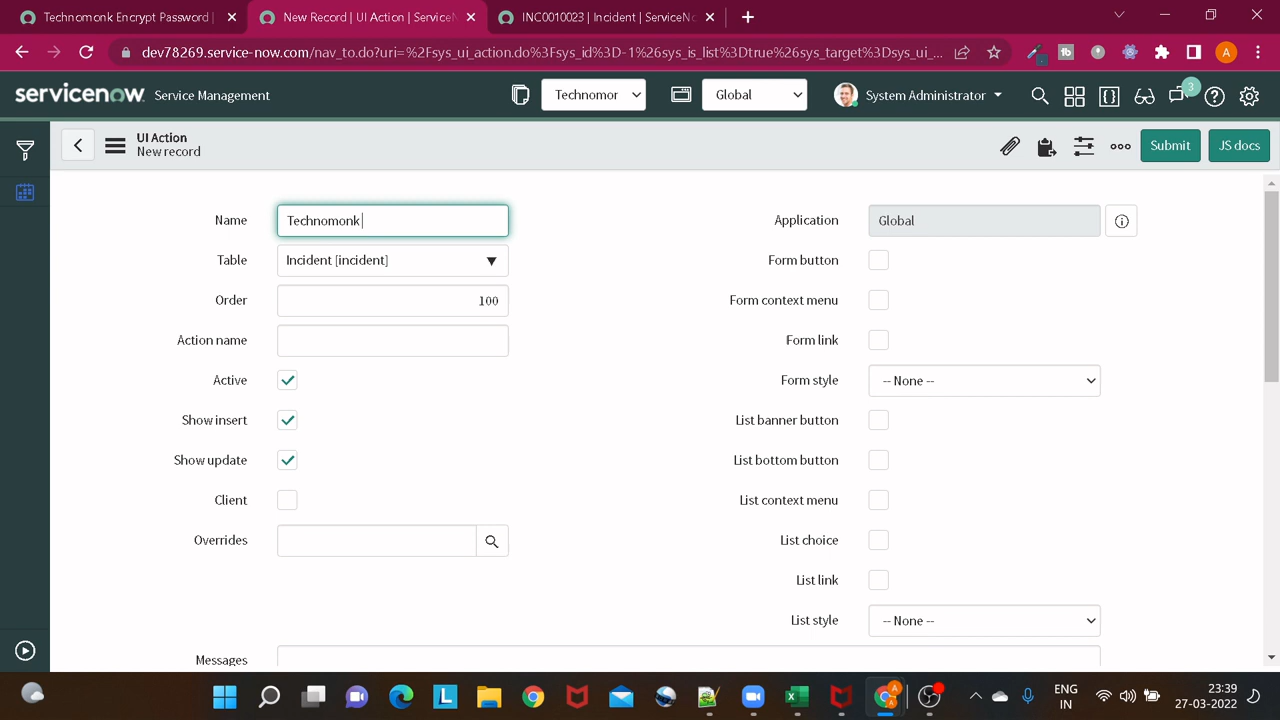 Technomonk Encrypt Password |
New Record | UI Action | ServiceN
INC0010023 | Incident | ServiceNo
dev78269.service-now.com/nav_to.do?uri=%2Fsys_ui_action.do%3Fsys_id%3D-1%26sys_is_list%3Dtrue%26sys_target%3Dsys_ui_...
servicenow Service Management
Technomor
Global
System Administrator
3
UI Action
New record
Submit
JS docs
Name
Technomonk
Application
Global
Table
Incident [incident]
Form button
Order
100
Form context menu
Action name
Form link
Active
Form style
-- None --
Show insert
List banner button
Show update
List bottom button
Client
List context menu
Overrides
List choice
List link
List style
-- None --
Messages
ENG
IN
23:39
27-03-2022